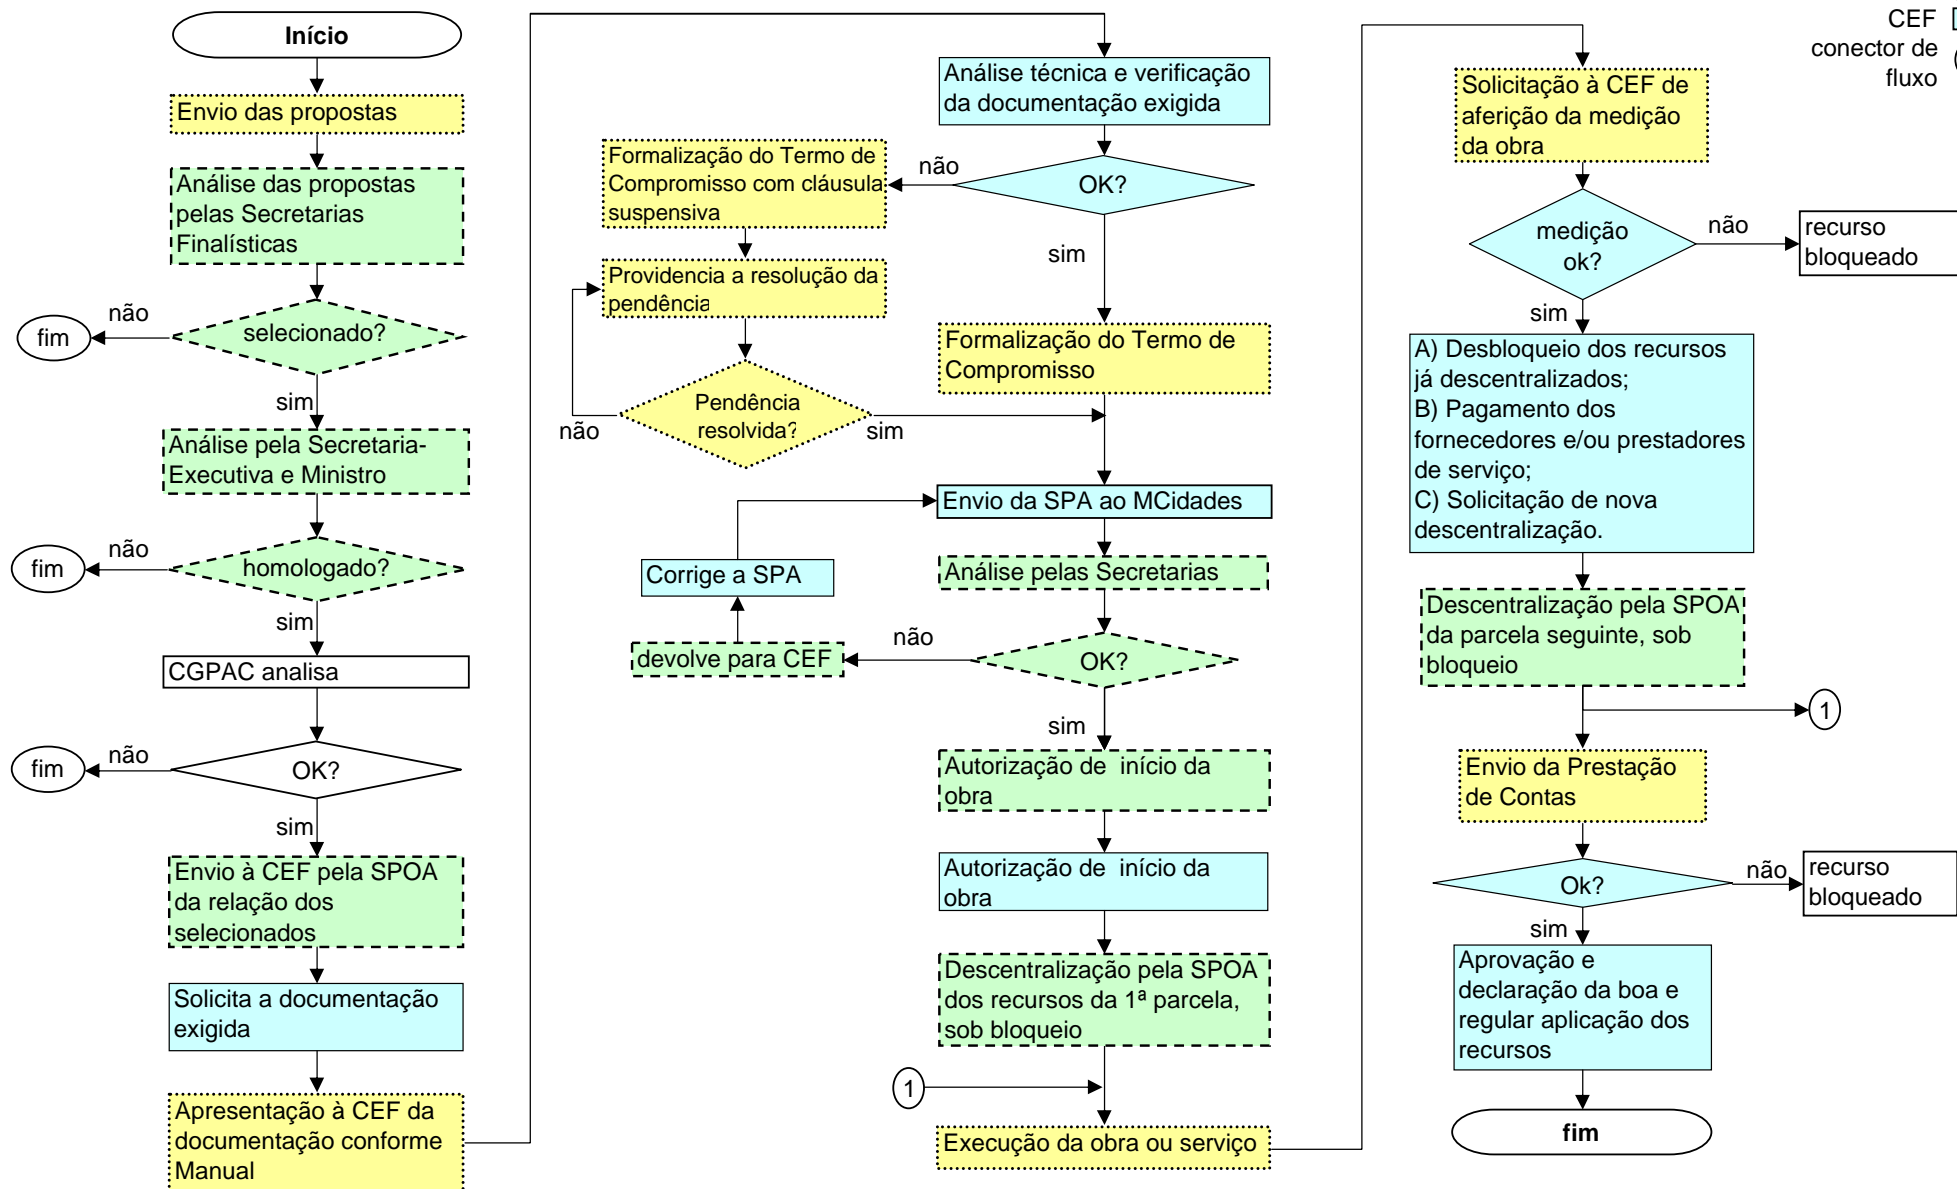 Início
Envio das propostas
Análise das propostas
pelas Secretarias
Finalísticas
selecionado?
não
fim
sim
Análise pela Secretaria-
Executiva e Ministro
homologado?
não
fim
sim
CGPAC analisa
OK?
não
fim
sim
Envio à CEF pela SPOA
da relação dos
selecionados
Solicita a documentação
exigida
Apresentação à CEF da
documentação conforme
Manual
Análise técnica e verificação
da documentação exigida
OK?
não
Formalização do Termo de
Compromisso com cláusula
suspensiva
Providencia a resolução da
pendência
Pendência
resolvida?
não
sim
sim
Formalização do Termo de
Compromisso
Envio da SPA ao MCidades
Análise pelas Secretarias
OK?
não
devolve para CEF
Corrige a SPA
sim
Autorização de início da
obra
Autorização de início da
obra
Descentralização pela SPOA
dos recursos da 1ª parcela,
sob bloqueio
1
Execução da obra ou serviço
CEF
conector de
fluxo
Solicitação à CEF de
aferição da medição
da obra
medição
ok?
não
recurso
bloqueado
sim
A) Desbloqueio dos recursos
já descentralizados;
B) Pagamento dos
fornecedores e/ou prestadores
de serviço;
C) Solicitação de nova
descentralização.
Descentralização pela SPOA
da parcela seguinte, sob
bloqueio
1
Envio da Prestação
de Contas
Ok?
não
recurso
bloqueado
sim
Aprovação e
declaração da boa e
regular aplicação dos
recursos
fim